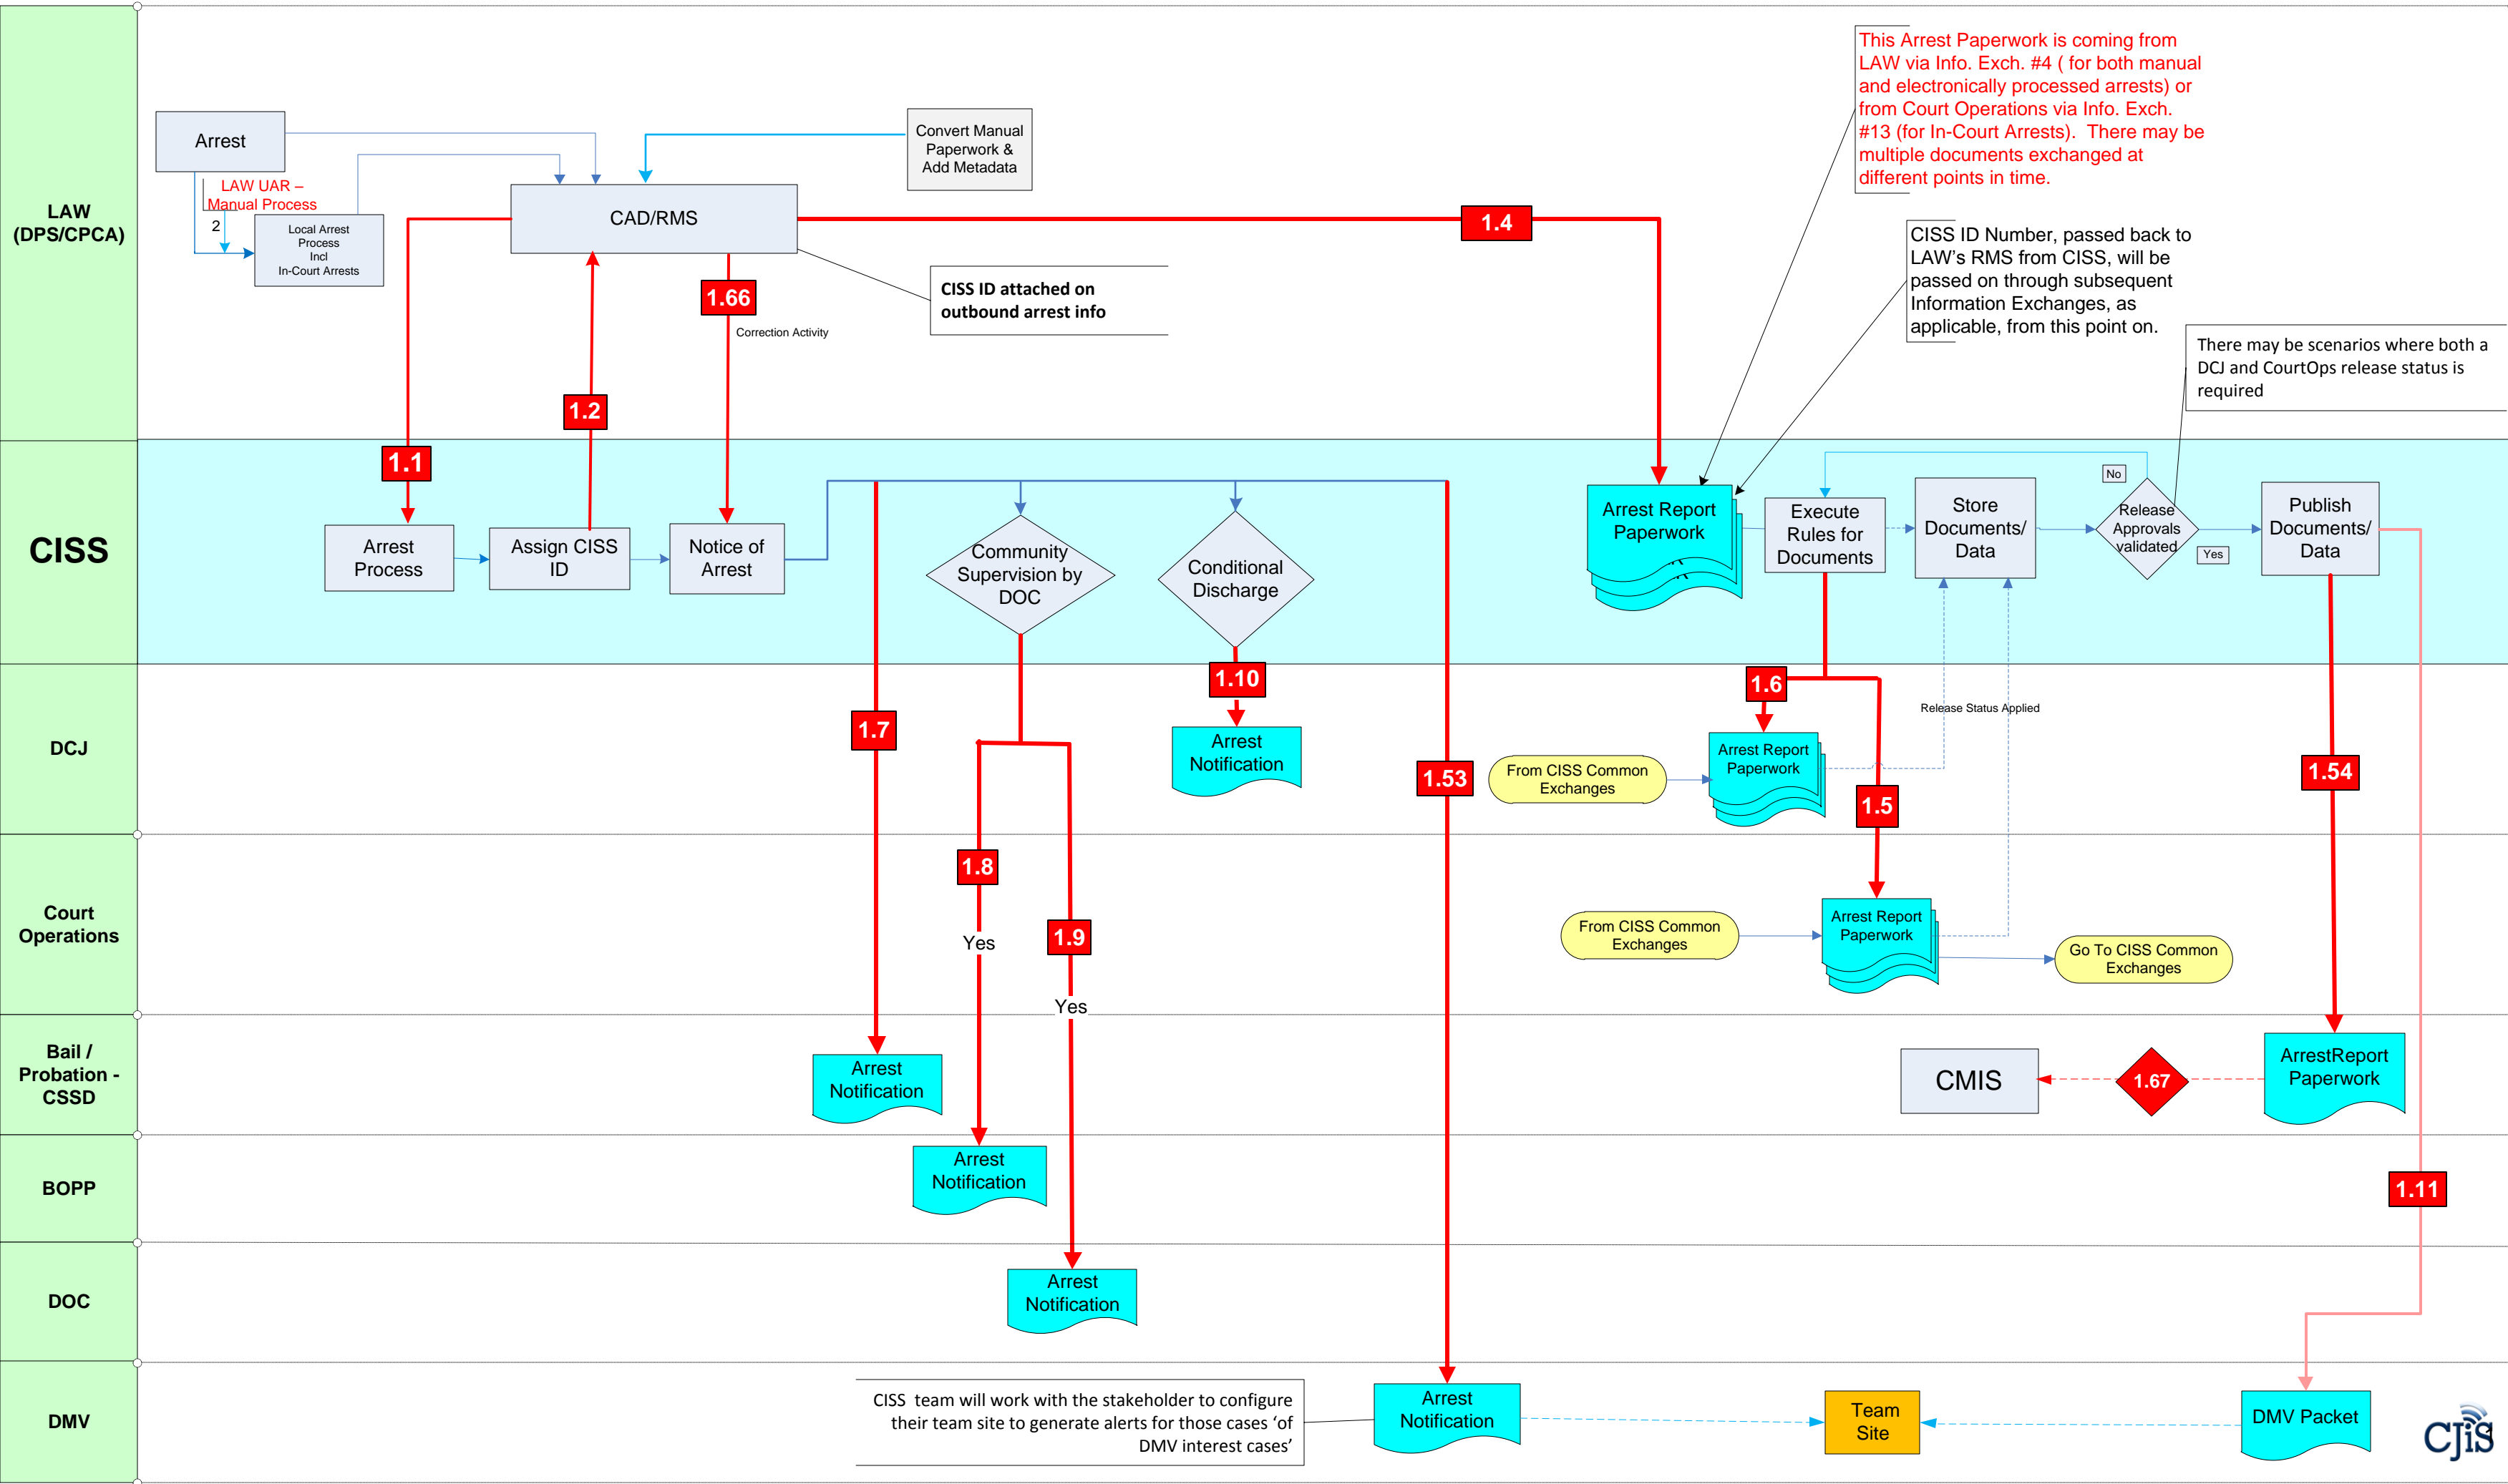 LAW
(DPS/CPCA)
Arrest
LAW UAR –
Manual Process
2
Local Arrest
Process
Incl
In-Court Arrests
CAD/RMS
Convert Manual
Paperwork &
Add Metadata
1.4
1.66
Correction Activity
1.2
CISS ID attached on
outbound arrest info
This Arrest Paperwork is coming from
LAW via Info. Exch. #4 ( for both manual
and electronically processed arrests) or
from Court Operations via Info. Exch.
#13 (for In-Court Arrests).  There may be
multiple documents exchanged at
different points in time.
CISS ID Number, passed back to
LAW's RMS from CISS, will be
passed on through subsequent
Information Exchanges, as
applicable, from this point on.
There may be scenarios where both a
DCJ and CourtOps release status is
required
CISS
1.1
Arrest
Process
Assign CISS
ID
Notice of
Arrest
Community
Supervision by
DOC
Conditional
Discharge
Arrest Report
Paperwork
Execute
Rules for
Documents
Store
Documents/
Data
Release
Approvals
validated
No
Yes
Publish
Documents/
Data
DCJ
1.7
1.10
Arrest
Notification
1.53
From CISS Common
Exchanges
1.6
Arrest Report
Paperwork
1.5
Release Status Applied
1.54
Court
Operations
1.8
Yes
1.9
Yes
From CISS Common
Exchanges
Arrest Report
Paperwork
Go To CISS Common
Exchanges
Bail /
Probation -
CSSD
Arrest
Notification
CMIS
1.67
ArrestReport
Paperwork
BOPP
Arrest
Notification
1.11
DOC
Arrest
Notification
DMV
CISS  team will work with the stakeholder to configure
their team site to generate alerts for those cases 'of
DMV interest cases'
Arrest
Notification
Team
Site
DMV Packet
CJiS